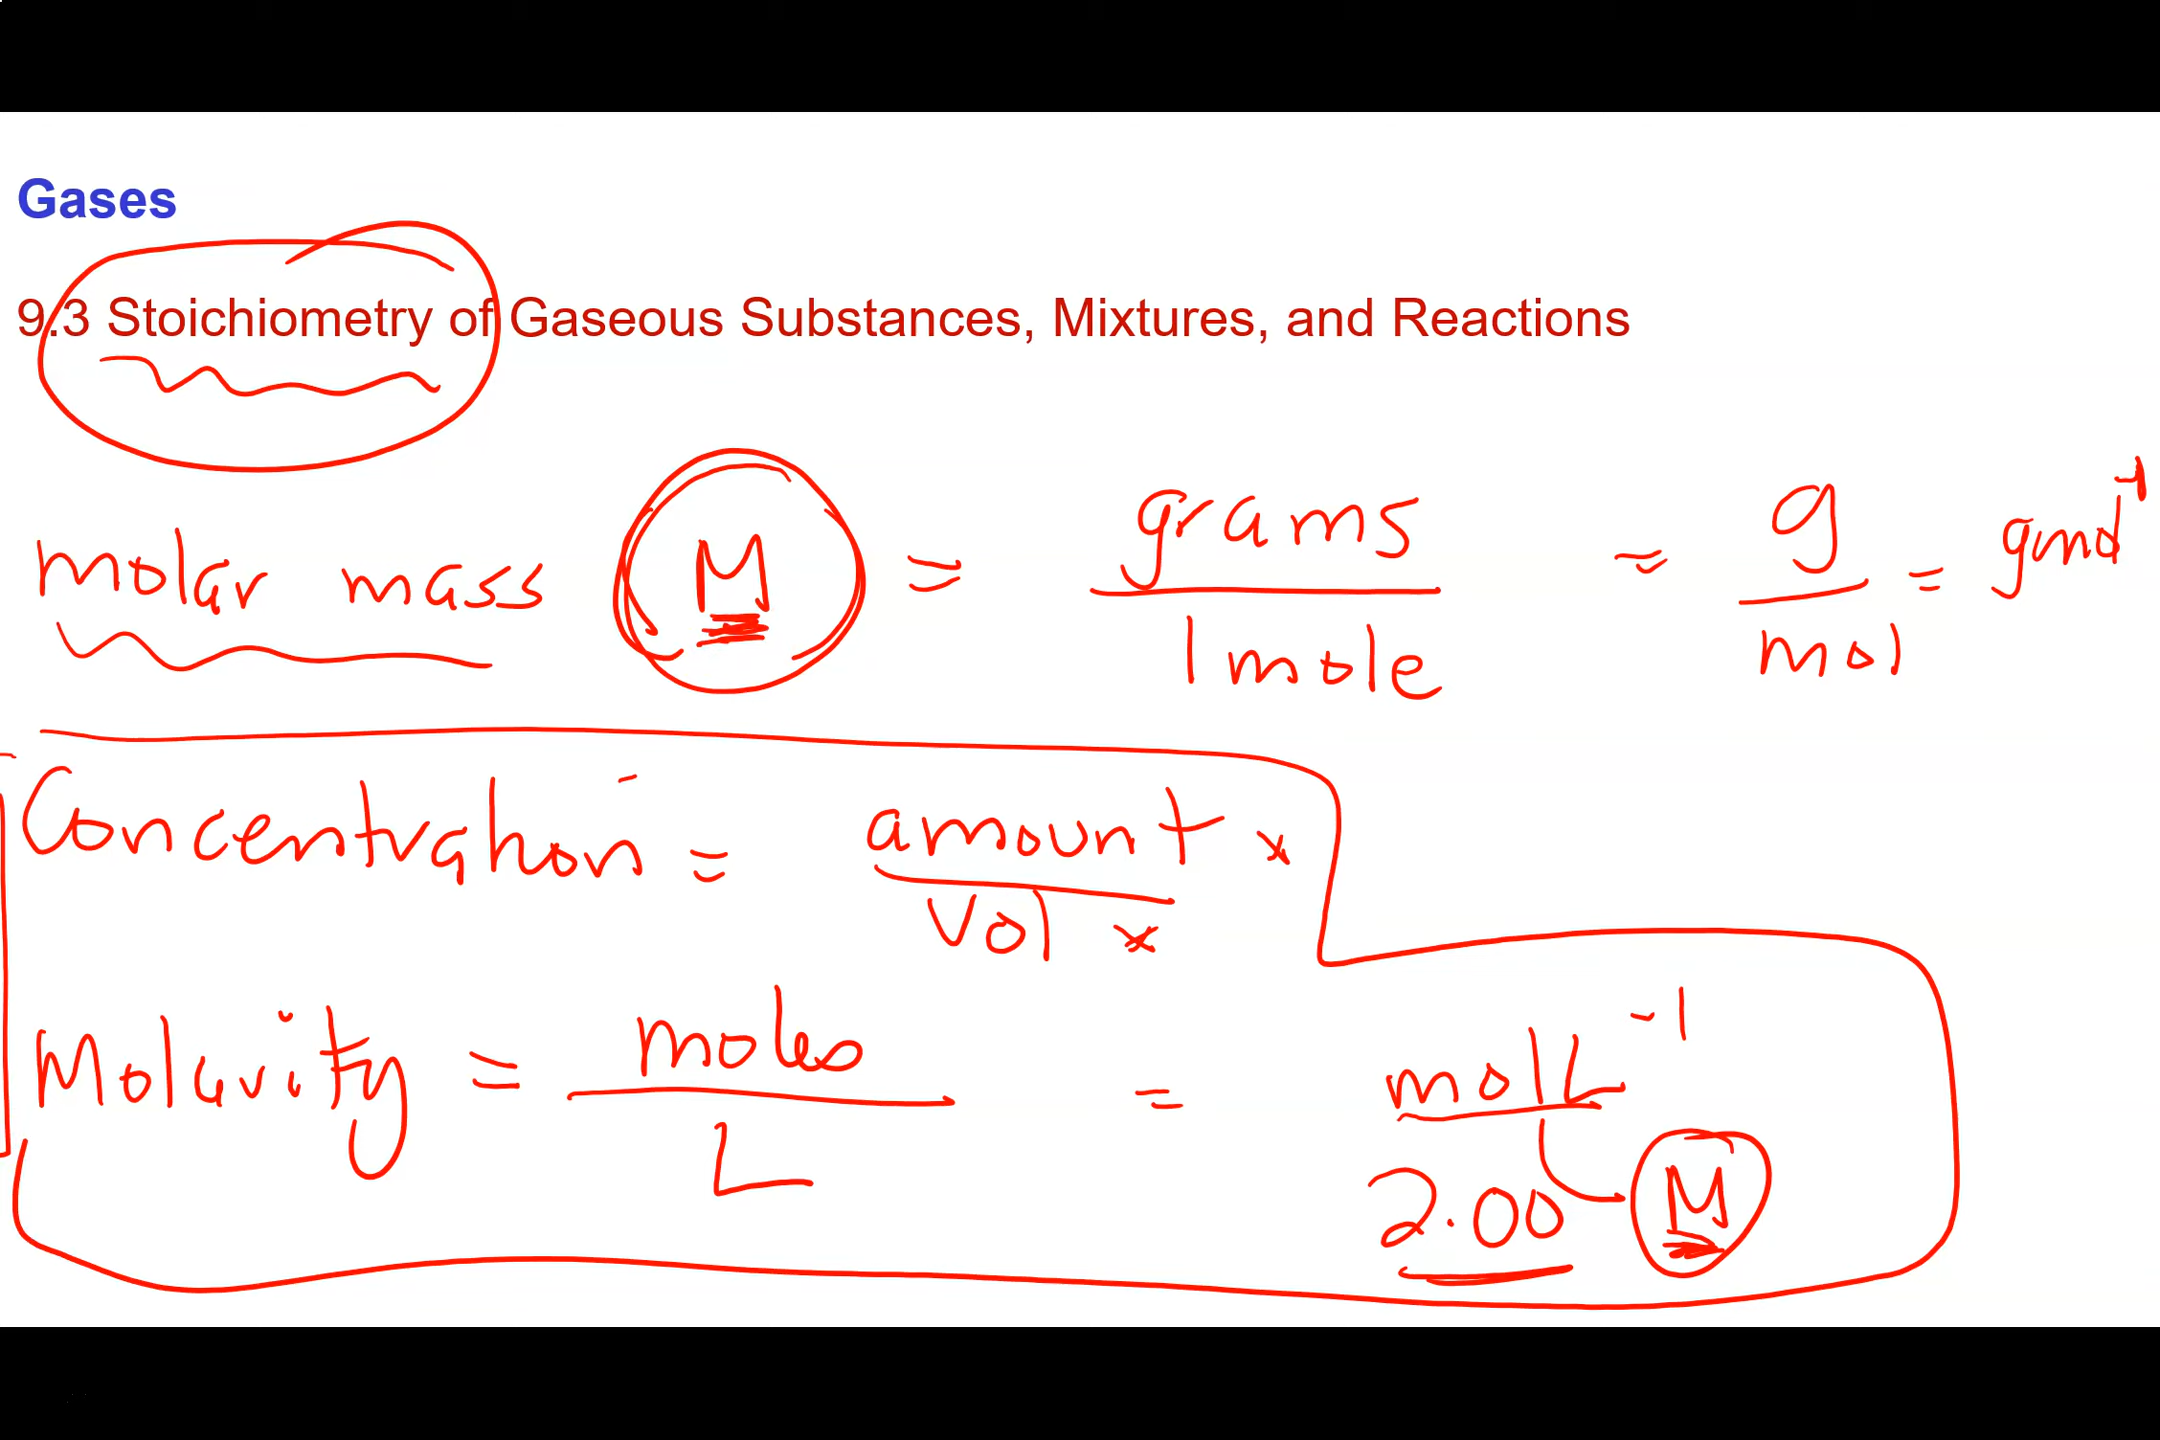 Gases
9.3 Stoichiometry of Gaseous Substances, Mixtures, and Reactions
molar mass M = grams / 1 mole = g / mol = g mol⁻¹
Concentration = amount / Vol
Molarity = moles / L = mol L⁻¹
2.00 M